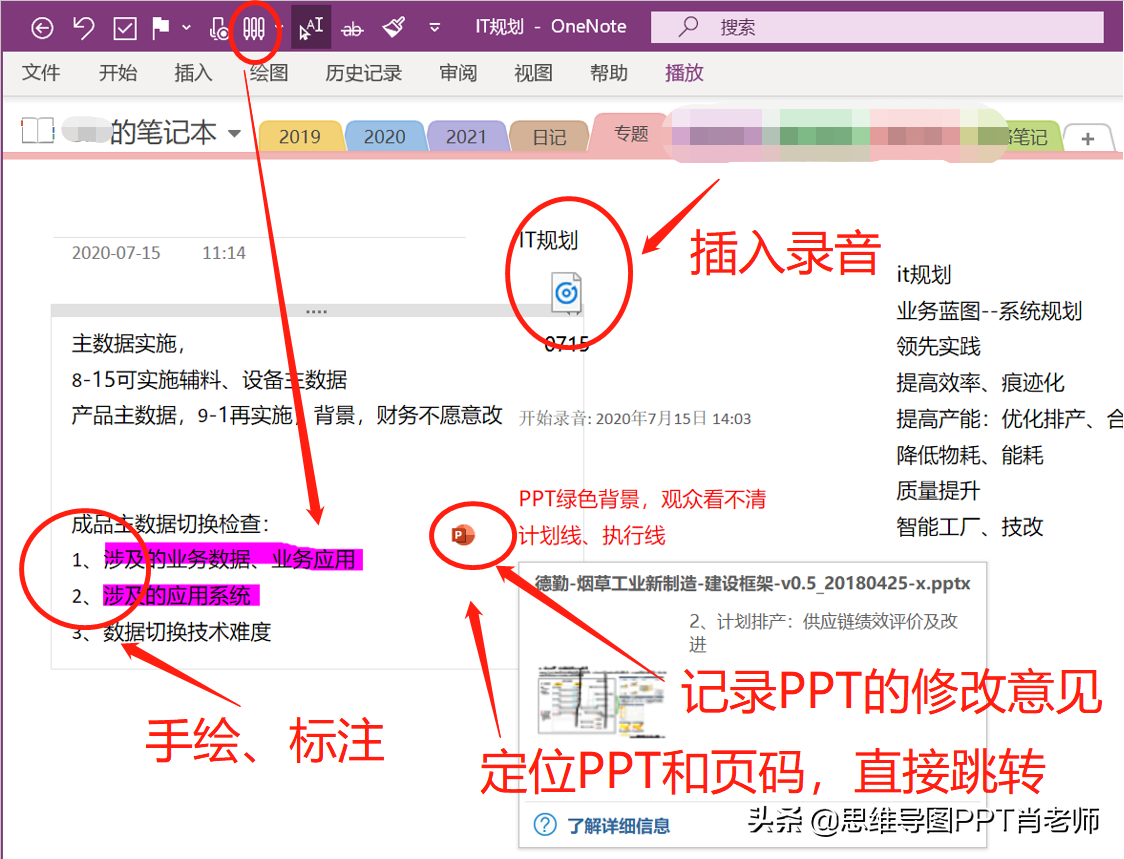 IT规划 - OneNote
搜索
文件 开始 插入 绘图 历史记录 审阅 视图 帮助 播放
的笔记本
2019 2020 2021 日记 专题 笔记 +
2020-07-15 11:14
IT规划
插入录音
0715
主数据实施，
8-15可实施辅料、设备主数据
产品主数据，9-1再实施，背景，财务不愿意改
开始录音: 2020年7月15日 14:03
it规划
业务蓝图--系统规划
领先实践
提高效率、痕迹化
提高产能：优化排产、合
降低物耗、能耗
质量提升
智能工厂、技改
PPT绿色背景，观众看不清
计划线、执行线
成品主数据切换检查：
1、涉及的业务数据、业务应用
2、涉及的应用系统
3、数据切换技术难度
德勤-烟草工业新制造-建设框架-v0.5_20180425-x.pptx
2、计划排产：供应链绩效评价及改
进
记录PPT的修改意见
手绘、标注
定位PPT和页码，直接跳转
了解详细信息
头条 @思维导图PPT肖老师